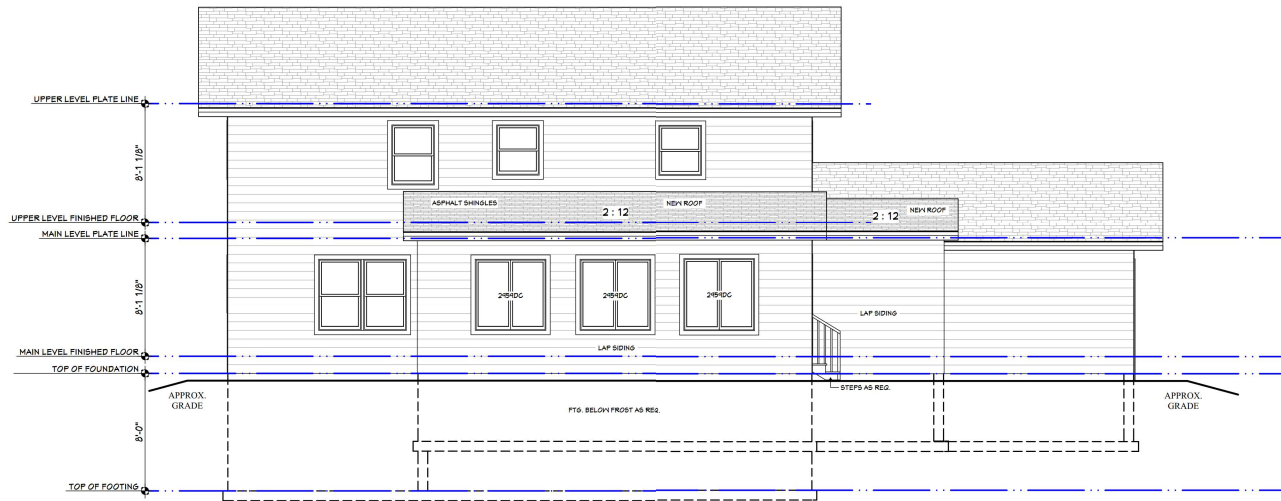 UPPER LEVEL PLATE LINE
8'-1 1/8"
ASPHALT SHINGLES
NEW ROOF
2 : 12
NEW ROOF
2 : 12
UPPER LEVEL FINISHED FLOOR
MAIN LEVEL PLATE LINE
8'-1 1/8"
2959DC
2959DC
2959DC
LAP SIDING
LAP SIDING
MAIN LEVEL FINISHED FLOOR
TOP OF FOUNDATION
STEPS AS REQ.
APPROX.
GRADE
APPROX.
GRADE
FTG. BELOW FROST AS REQ.
8'-0"
TOP OF FOOTING